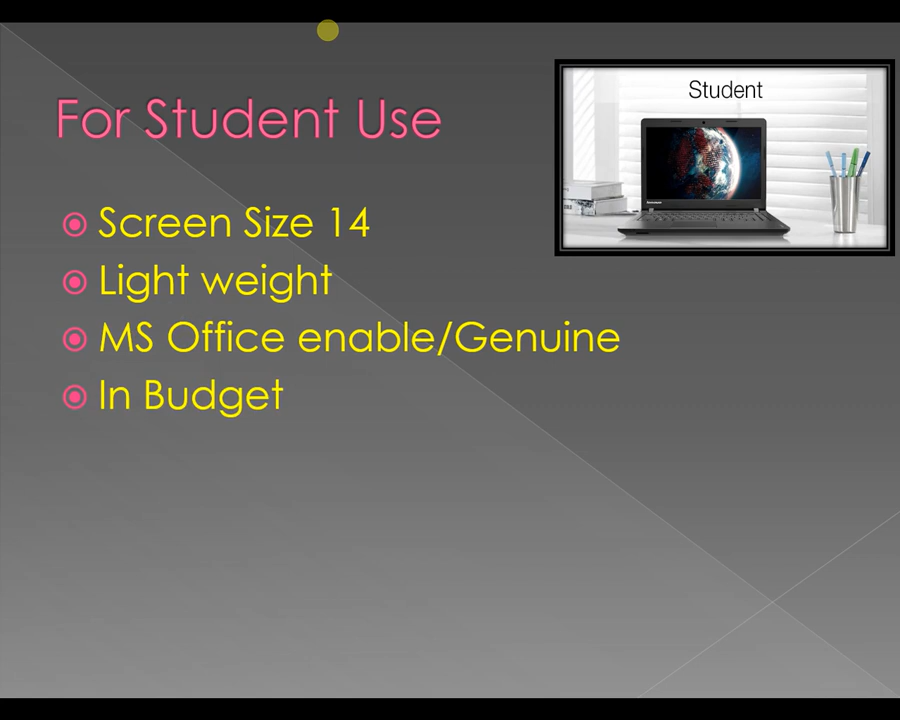 For Student Use
Student
Screen Size 14
Light weight
MS Office enable/Genuine
In Budget